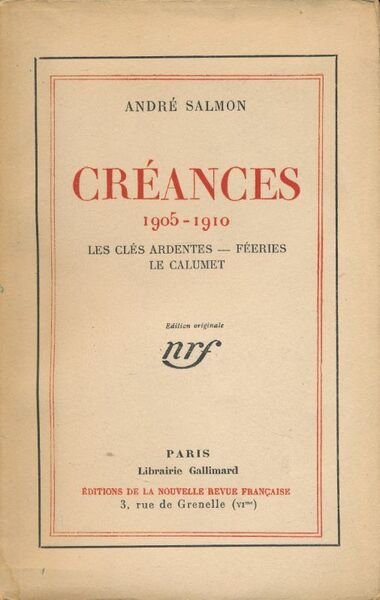 ANDRÉ SALMON
CRÉANCES
1905-1910
LES CLÉS ARDENTES — FÉERIES
LE CALUMET
Edition originale
nrf
PARIS
Librairie Gallimard
ÉDITIONS DE LA NOUVELLE REVUE FRANÇAISE
3, rue de Grenelle (VIme)